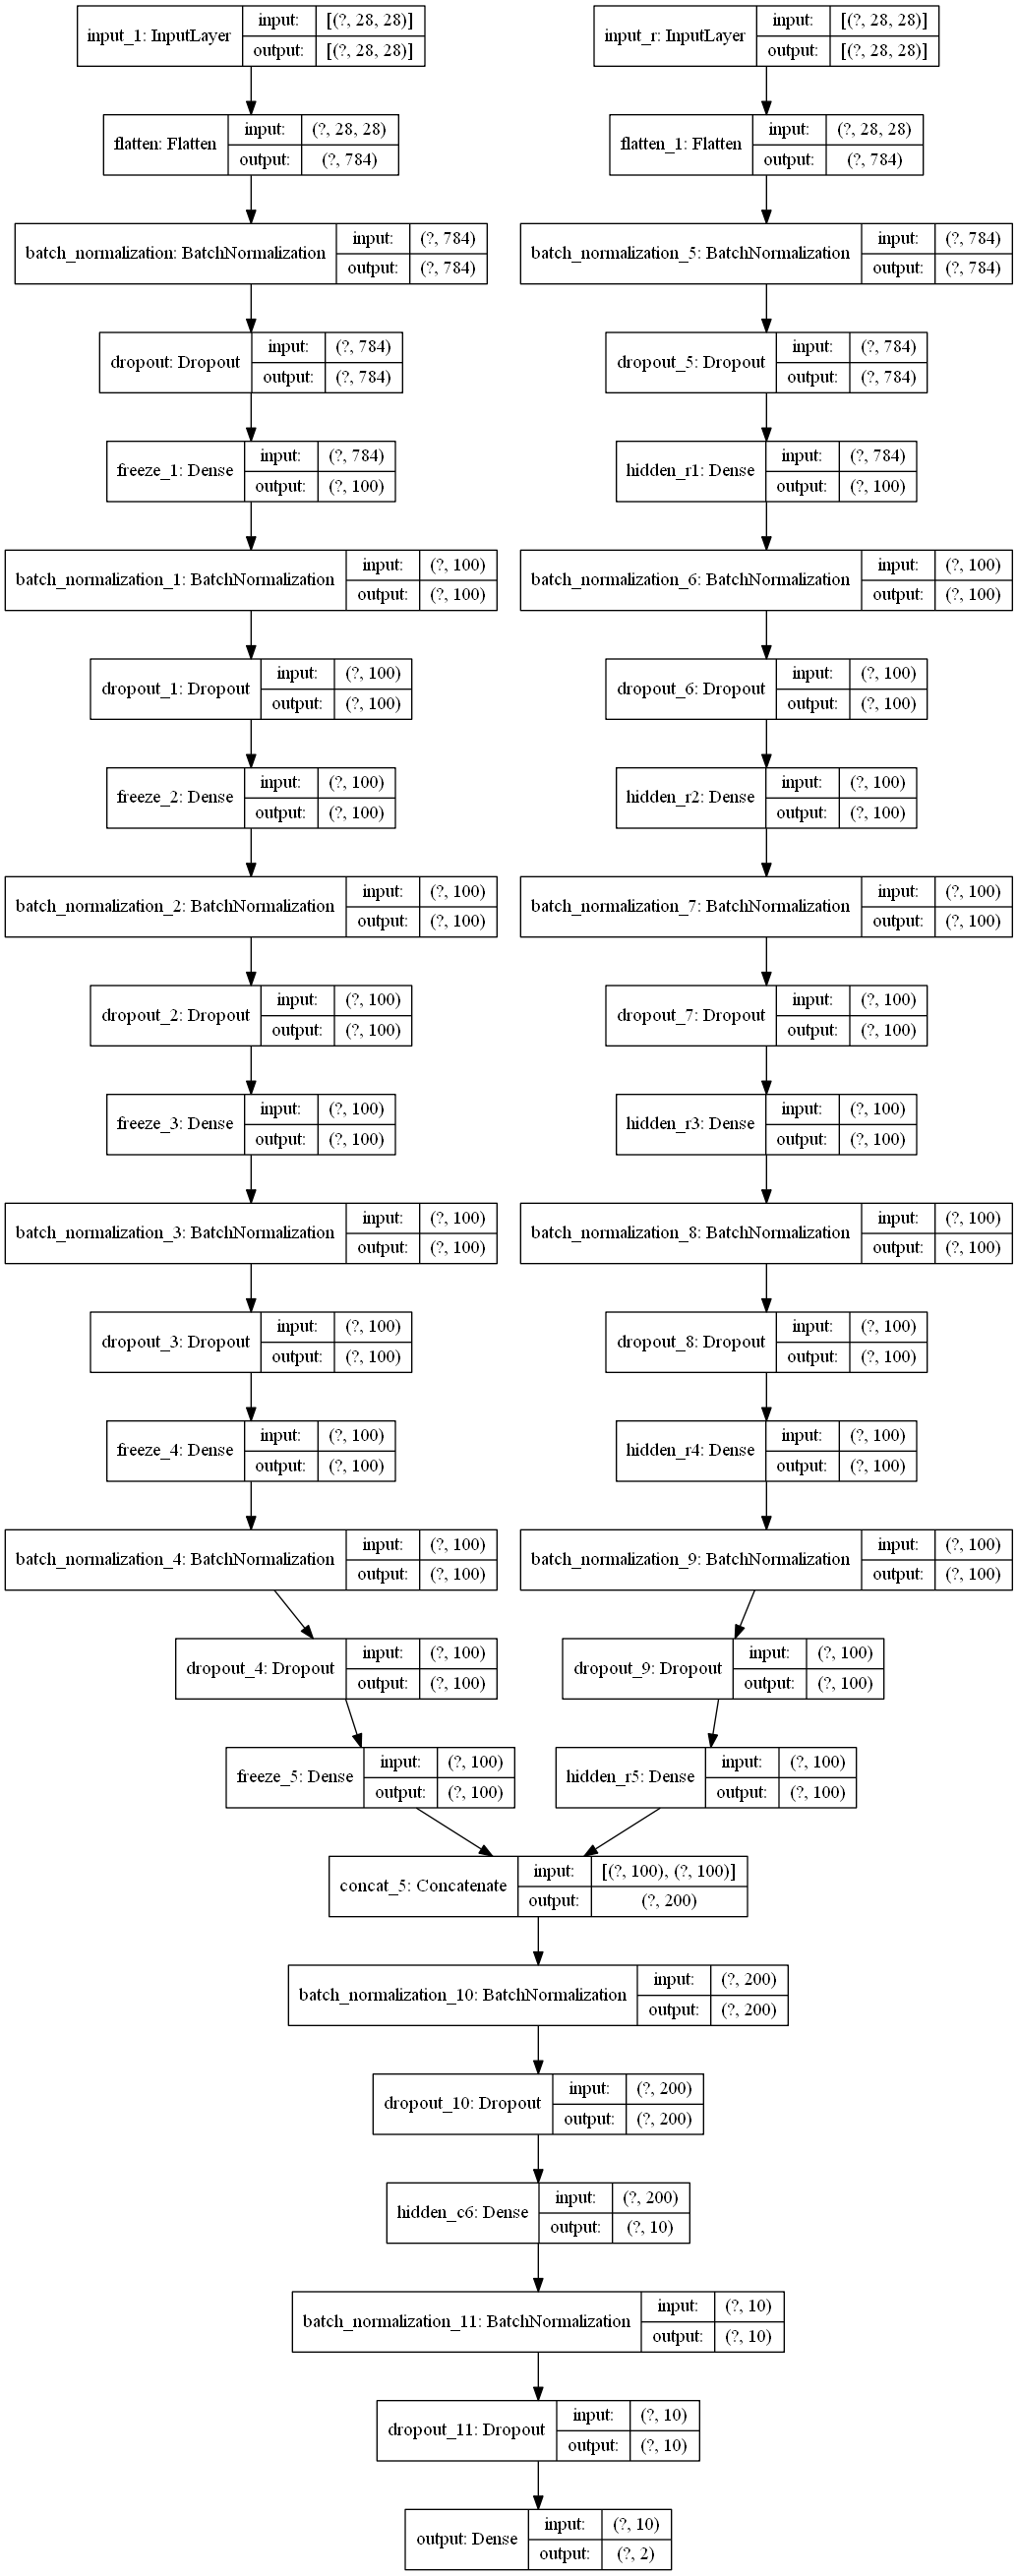 input_1: InputLayer input: [(?, 28, 28)] output: [(?, 28, 28)]
input_r: InputLayer input: [(?, 28, 28)] output: [(?, 28, 28)]
flatten: Flatten input: (?, 28, 28) output: (?, 784)
flatten_1: Flatten input: (?, 28, 28) output: (?, 784)
batch_normalization: BatchNormalization input: (?, 784) output: (?, 784)
batch_normalization_5: BatchNormalization input: (?, 784) output: (?, 784)
dropout: Dropout input: (?, 784) output: (?, 784)
dropout_5: Dropout input: (?, 784) output: (?, 784)
freeze_1: Dense input: (?, 784) output: (?, 100)
hidden_r1: Dense input: (?, 784) output: (?, 100)
batch_normalization_1: BatchNormalization input: (?, 100) output: (?, 100)
batch_normalization_6: BatchNormalization input: (?, 100) output: (?, 100)
dropout_1: Dropout input: (?, 100) output: (?, 100)
dropout_6: Dropout input: (?, 100) output: (?, 100)
freeze_2: Dense input: (?, 100) output: (?, 100)
hidden_r2: Dense input: (?, 100) output: (?, 100)
batch_normalization_2: BatchNormalization input: (?, 100) output: (?, 100)
batch_normalization_7: BatchNormalization input: (?, 100) output: (?, 100)
dropout_2: Dropout input: (?, 100) output: (?, 100)
dropout_7: Dropout input: (?, 100) output: (?, 100)
freeze_3: Dense input: (?, 100) output: (?, 100)
hidden_r3: Dense input: (?, 100) output: (?, 100)
batch_normalization_3: BatchNormalization input: (?, 100) output: (?, 100)
batch_normalization_8: BatchNormalization input: (?, 100) output: (?, 100)
dropout_3: Dropout input: (?, 100) output: (?, 100)
dropout_8: Dropout input: (?, 100) output: (?, 100)
freeze_4: Dense input: (?, 100) output: (?, 100)
hidden_r4: Dense input: (?, 100) output: (?, 100)
batch_normalization_4: BatchNormalization input: (?, 100) output: (?, 100)
batch_normalization_9: BatchNormalization input: (?, 100) output: (?, 100)
dropout_4: Dropout input: (?, 100) output: (?, 100)
dropout_9: Dropout input: (?, 100) output: (?, 100)
freeze_5: Dense input: (?, 100) output: (?, 100)
hidden_r5: Dense input: (?, 100) output: (?, 100)
concat_5: Concatenate input: [(?, 100), (?, 100)] output: (?, 200)
batch_normalization_10: BatchNormalization input: (?, 200) output: (?, 200)
dropout_10: Dropout input: (?, 200) output: (?, 200)
hidden_c6: Dense input: (?, 200) output: (?, 10)
batch_normalization_11: BatchNormalization input: (?, 10) output: (?, 10)
dropout_11: Dropout input: (?, 10) output: (?, 10)
output: Dense input: (?, 10) output: (?, 2)